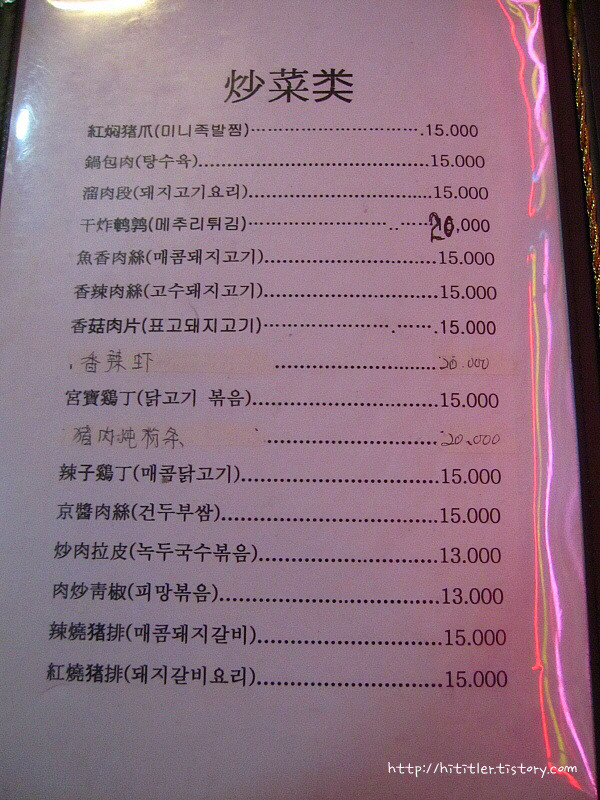 炒菜类
紅焖猪爪(미니족발찜)······························.15.000
鍋包肉(탕수육)........................................15.000
溜肉段(돼지고기요리)................................15.000
干炸鹌鹑(메추리튀김)·······················..·····20,000
魚香肉絲(매콤돼지고기)..............................15.000
香辣肉絲(고수돼지고기)..............................15.000
香菇肉片(표고돼지고기)······················.······.15.000
香辣虾 ............................20.000
宮寶鷄丁(닭고기 볶음)................................15.000
猪肉炖粉条 .............................20.000
辣子鷄丁(매콤닭고기)..................................15.000
京醬肉絲(건두부쌈)....................................15.000
炒肉拉皮(녹두국수볶음)..............................13.000
肉炒靑椒(피망볶음)....................................13.000
辣燒猪排(매콤돼지갈비)..............................15.000
紅燒猪排(돼지갈비요리)..............................15.000
http://hititler.tistory.com